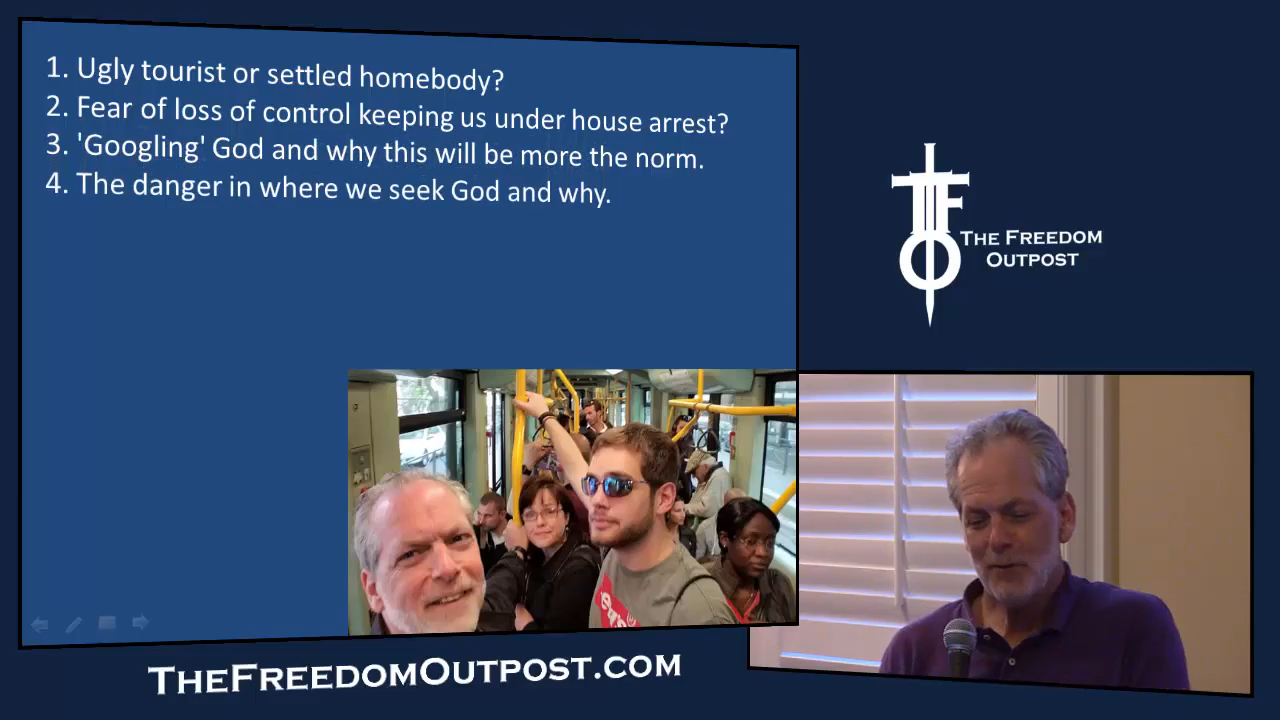 1. Ugly tourist or settled homebody?
2. Fear of loss of control keeping us under house arrest?
3. 'Googling' God and why this will be more the norm.
4. The danger in where we seek God and why.
TFO
THE FREEDOM
OUTPOST
THEFREEDOMOUTPOST.COM